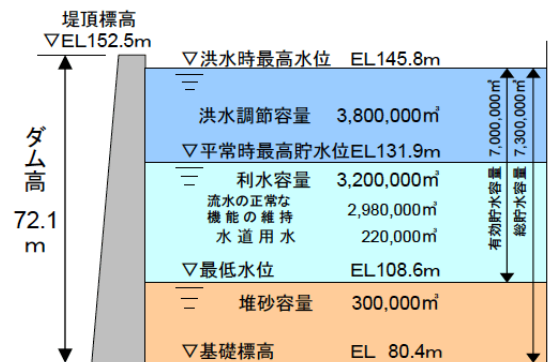 堤頂標高
▽EL152.5m
▽洪水時最高水位 EL145.8m
洪水調節容量 3,800,000㎥
▽平常時最高貯水位EL131.9m
利水容量 3,200,000㎥
流水の正常な
機能の維持 2,980,000㎥
水道用水 220,000㎥
▽最低水位 EL108.6m
堆砂容量 300,000㎥
▽基礎標高 EL 80.4m
ダム高
72.1
m
有効貯水容量 7,000,000㎥
総貯水容量 7,300,000㎥